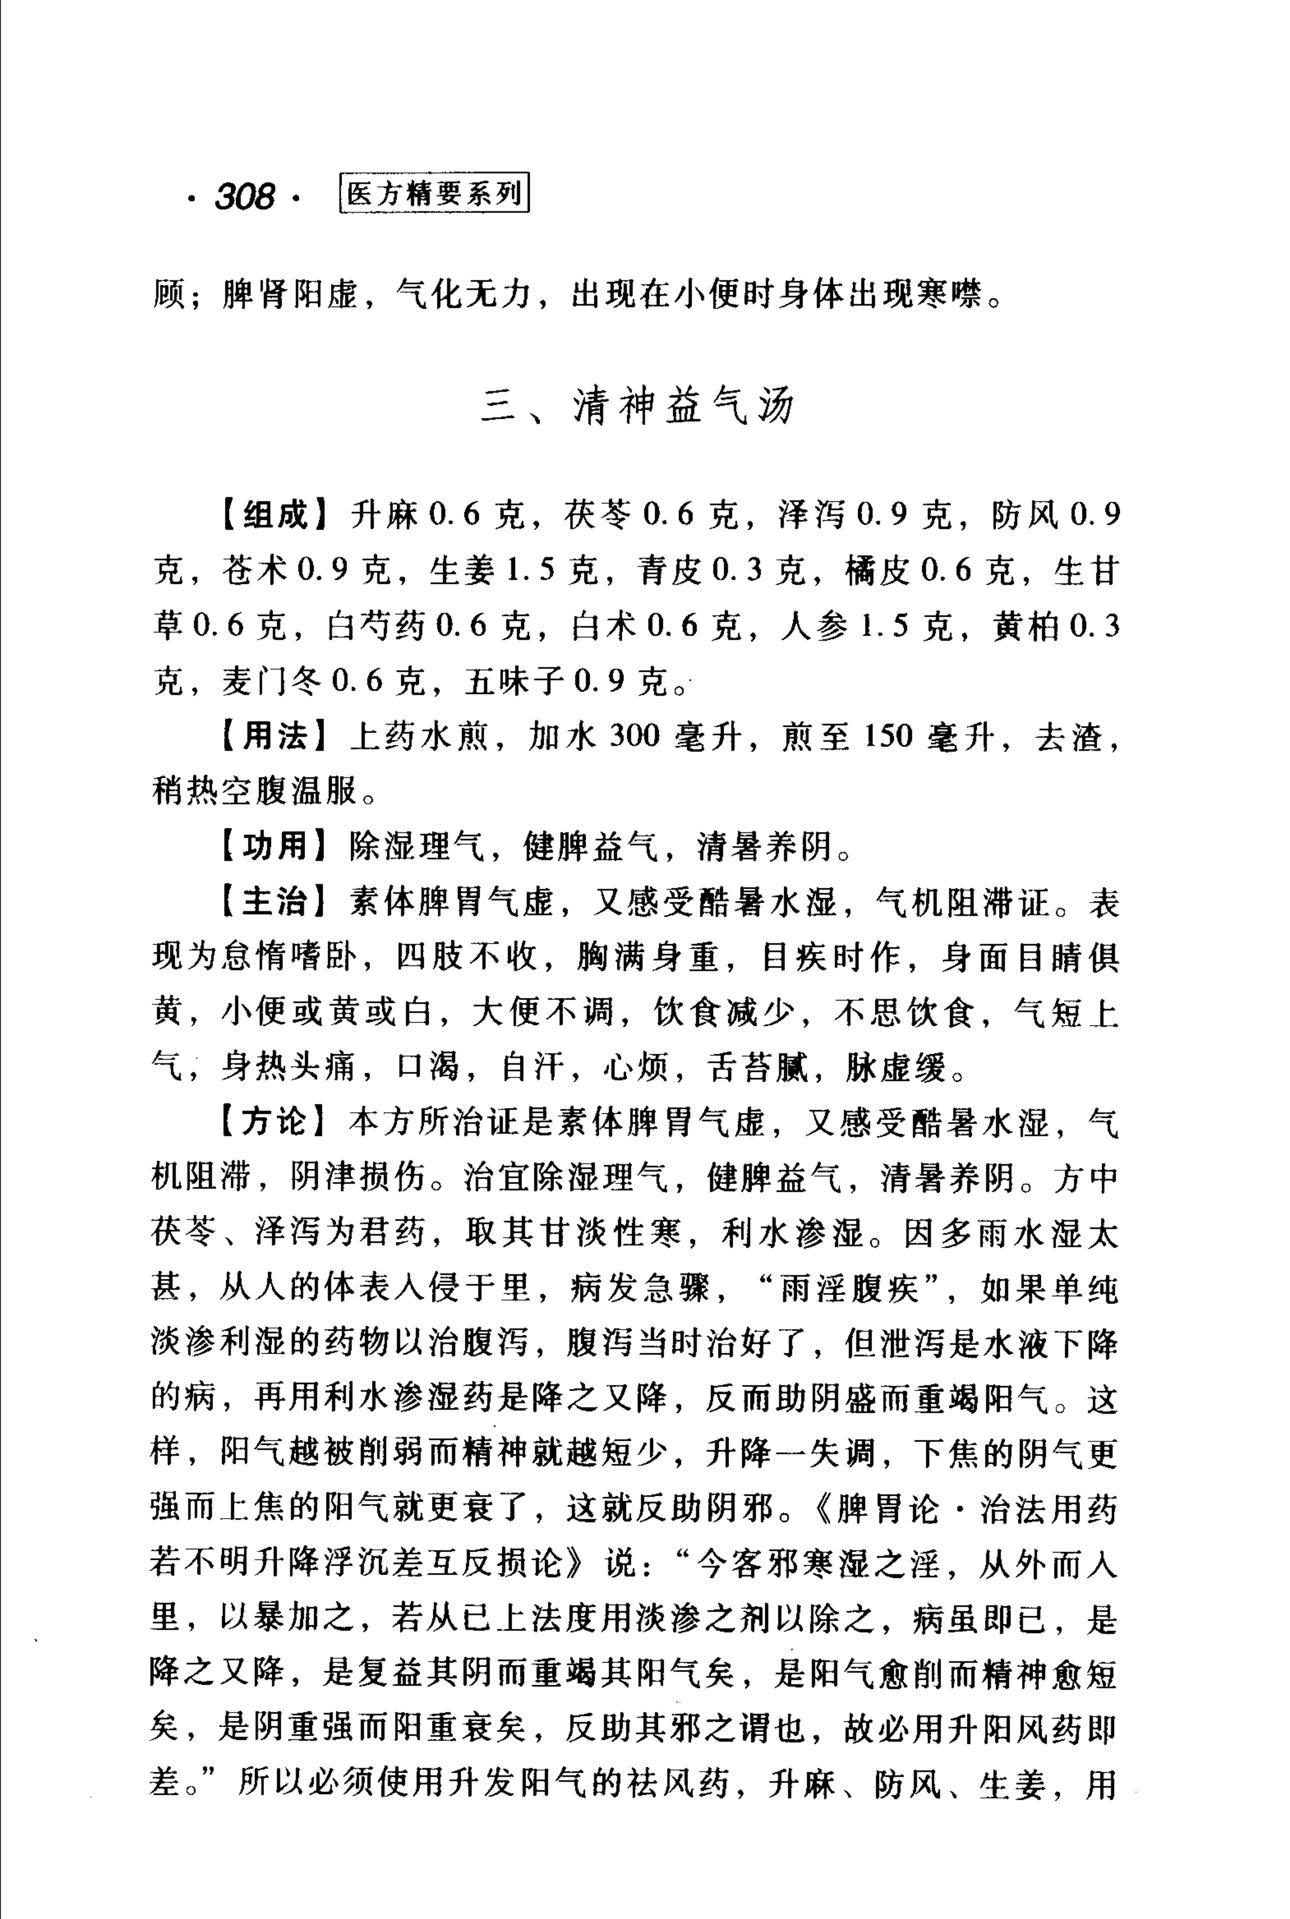 ·308· 医方精要系列
顾；脾肾阳虚，气化无力，出现在小便时身体出现寒噤。
三、清神益气汤
【组成】升麻0.6克，茯苓0.6克，泽泻0.9克，防风0.9
克，苍术0.9克，生姜1.5克，青皮0.3克，橘皮0.6克，生甘
草0.6克，白芍药0.6克，白术0.6克，人参1.5克，黄柏0.3
克，麦门冬0.6克，五味子0.9克。
【用法】上药水煎，加水300毫升，煎至150毫升，去渣，
稍热空腹温服。
【功用】除湿理气，健脾益气，清暑养阴。
【主治】素体脾胃气虚，又感受酷暑水湿，气机阻滞证。表
现为怠惰嗜卧，四肢不收，胸满身重，目疾时作，身面目睛俱
黄，小便或黄或白，大便不调，饮食减少，不思饮食，气短上
气，身热头痛，口渴，自汗，心烦，舌苔腻，脉虚缓。
【方论】本方所治证是素体脾胃气虚，又感受酷暑水湿，气
机阻滞，阴津损伤。治宜除湿理气，健脾益气，清暑养阴。方中
茯苓、泽泻为君药，取其甘淡性寒，利水渗湿。因多雨水湿太
甚，从人的体表入侵于里，病发急骤，“雨淫腹疾”，如果单纯
淡渗利湿的药物以治腹泻，腹泻当时治好了，但泄泻是水液下降
的病，再用利水渗湿药是降之又降，反而助阴盛而重竭阳气。这
样，阳气越被削弱而精神就越短少，升降一失调，下焦的阴气更
强而上焦的阳气就更衰了，这就反助阴邪。《脾胃论·治法用药
若不明升降浮沉差互反损论》说：“今客邪寒湿之淫，从外而入
里，以暴加之，若从已上法度用淡渗之剂以除之，病虽即已，是
降之又降，是复益其阴而重竭其阳气矣，是阳气愈削而精神愈短
矣，是阴重强而阳重衰矣，反助其邪之谓也，故必用升阳风药即
差。”所以必须使用升发阳气的祛风药，升麻、防风、生姜，用